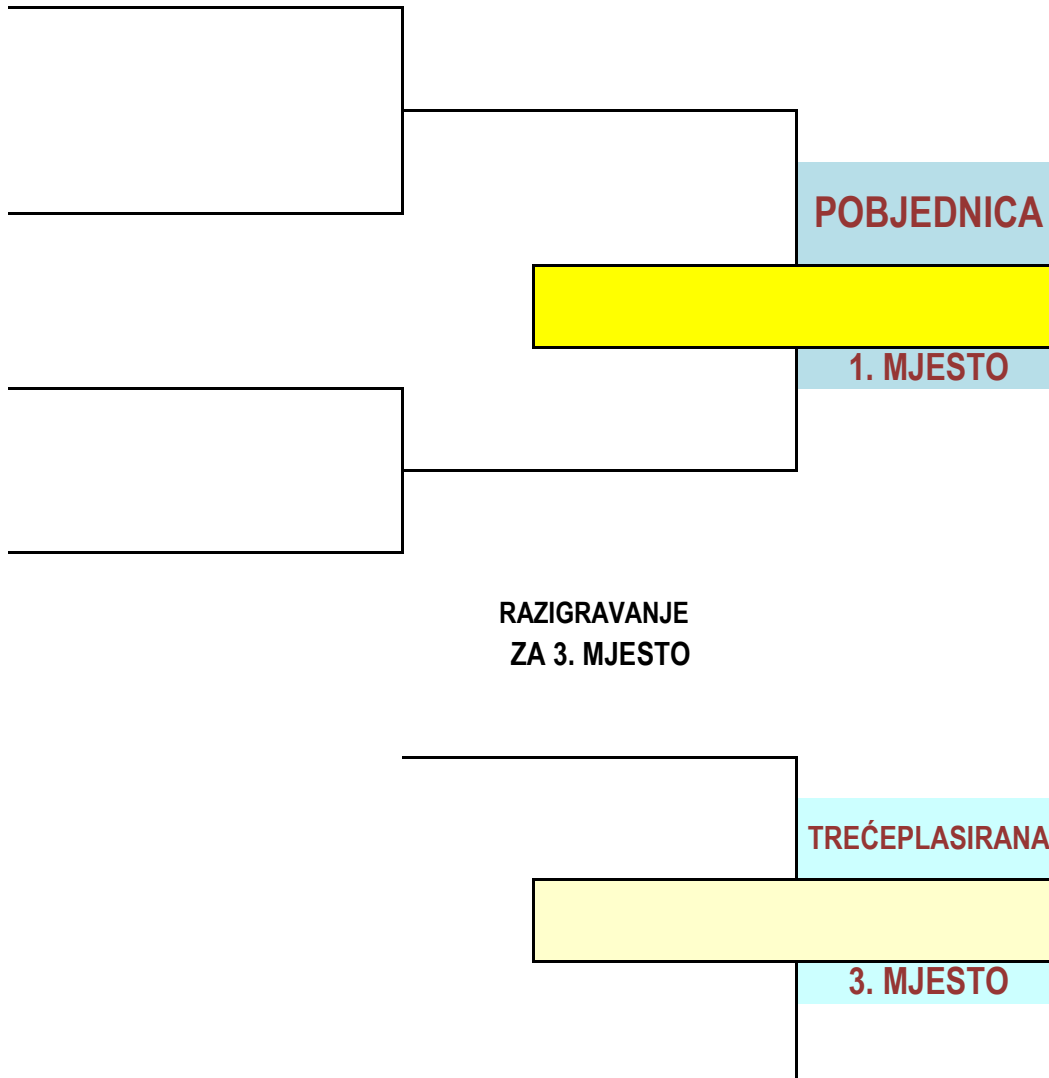 POBJEDNICA
1. MJESTO
RAZIGRAVANJE
ZA 3. MJESTO
TREĆEPLASIRANA
3. MJESTO